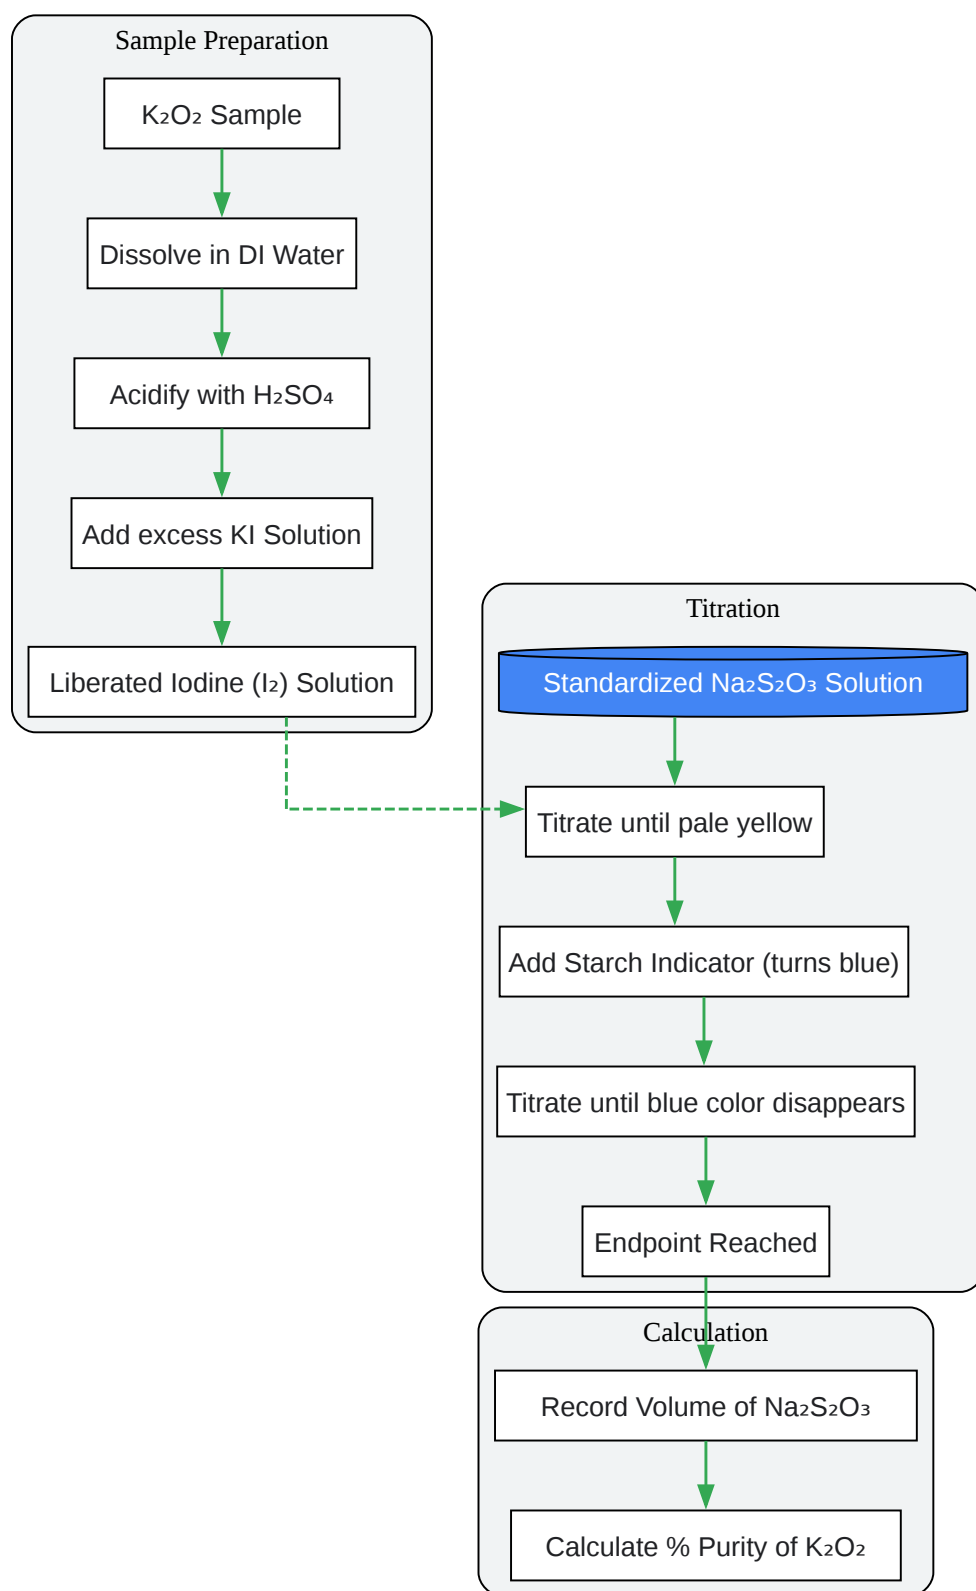 Sample Preparation
K₂O₂ Sample
Dissolve in DI Water
Acidify with H₂SO₄
Add excess KI Solution
Liberated Iodine (I₂) Solution
Titration
Standardized Na₂S₂O₃ Solution
Titrate until pale yellow
Add Starch Indicator (turns blue)
Titrate until blue color disappears
Endpoint Reached
Calculation
Record Volume of Na₂S₂O₃
Calculate % Purity of K₂O₂